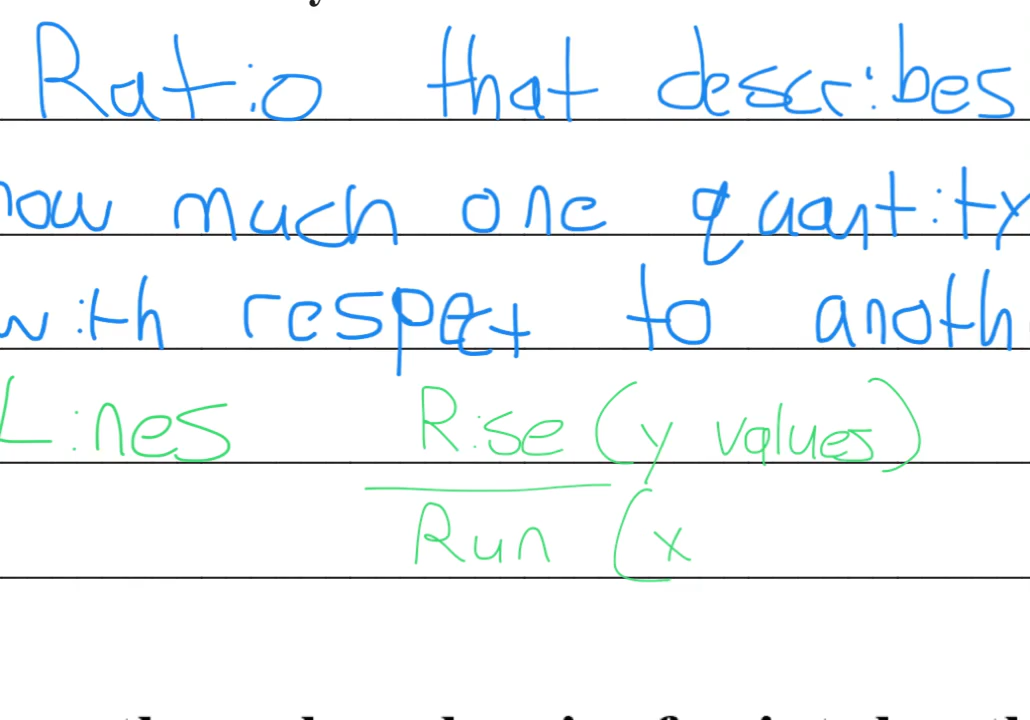 Ratio that describes
how much one quantity
with respect to anoth
Lines Rise (y values)
Run (x